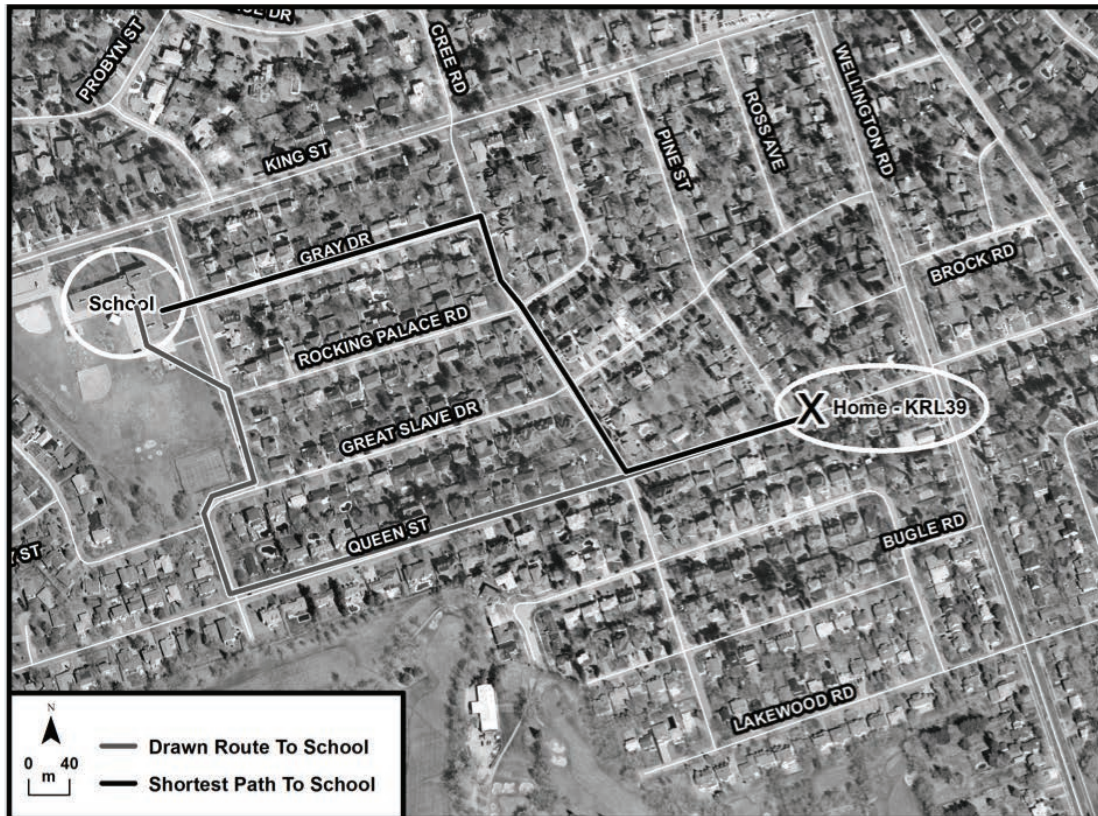 PROBYN ST
CREE RD
KING ST
PINE ST
ROSS AVE
WELLINGTON RD
BROCK RD
GRAY DR
School
ROCKING PALACE RD
X Home - KRL39
GREAT SLAVE DR
QUEEN ST
BUGLE RD
LAKEWOOD RD
N
0 40
m
Drawn Route To School
Shortest Path To School